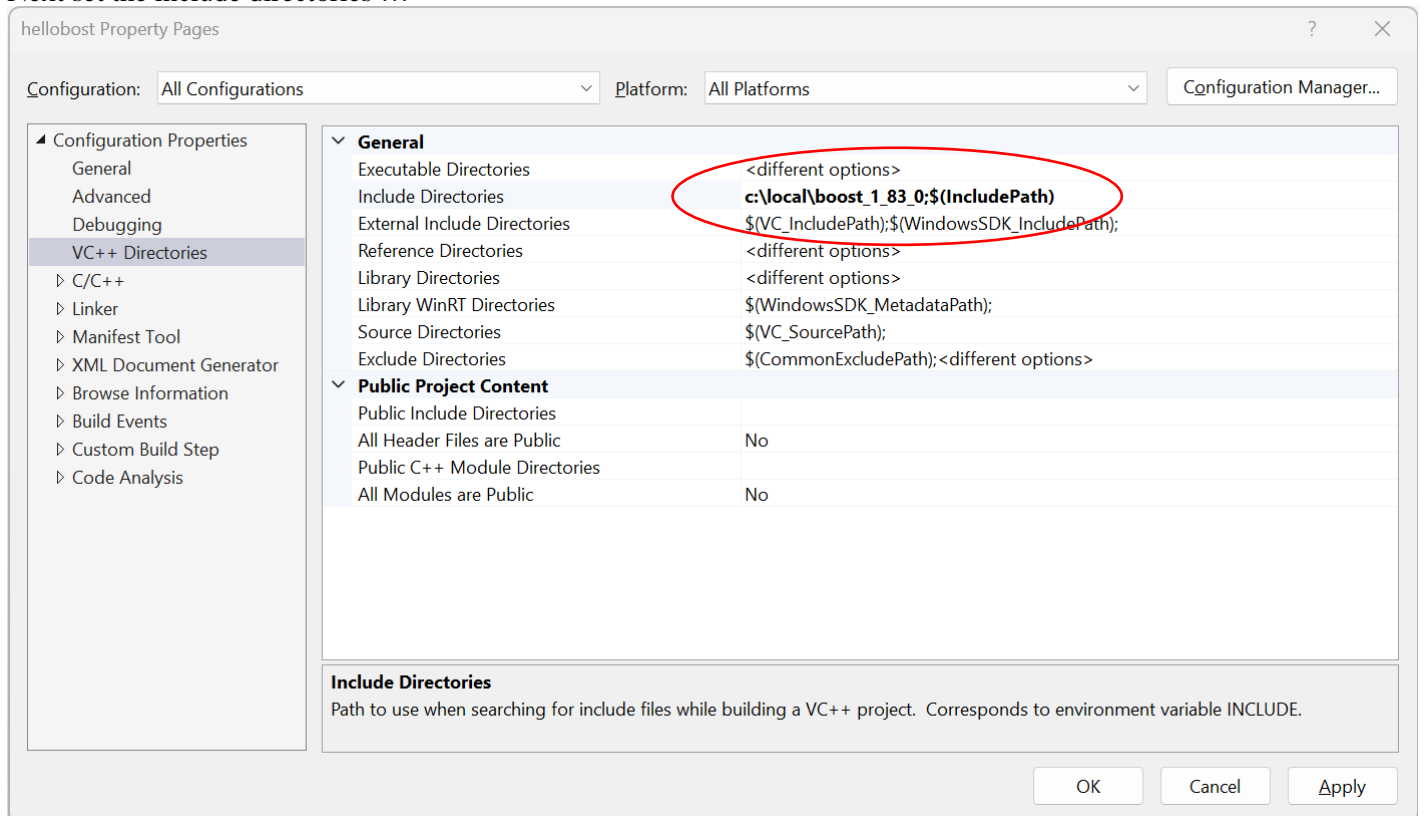 Next set the include directories ...
hellobost Property Pages ? ×
Configuration: All Configurations Platform: All Platforms Configuration Manager...
Configuration Properties
General
Advanced
Debugging
VC++ Directories
C/C++
Linker
Manifest Tool
XML Document Generator
Browse Information
Build Events
Custom Build Step
Code Analysis
General
Executable Directories <different options>
Include Directories c:\local\boost_1_83_0;$(IncludePath)
External Include Directories $(VC_IncludePath);$(WindowsSDK_IncludePath);
Reference Directories <different options>
Library Directories <different options>
Library WinRT Directories $(WindowsSDK_MetadataPath);
Source Directories $(VC_SourcePath);
Exclude Directories $(CommonExcludePath);<different options>
Public Project Content
Public Include Directories
All Header Files are Public No
Public C++ Module Directories
All Modules are Public No
Include Directories
Path to use when searching for include files while building a VC++ project. Corresponds to environment variable INCLUDE.
OK Cancel Apply